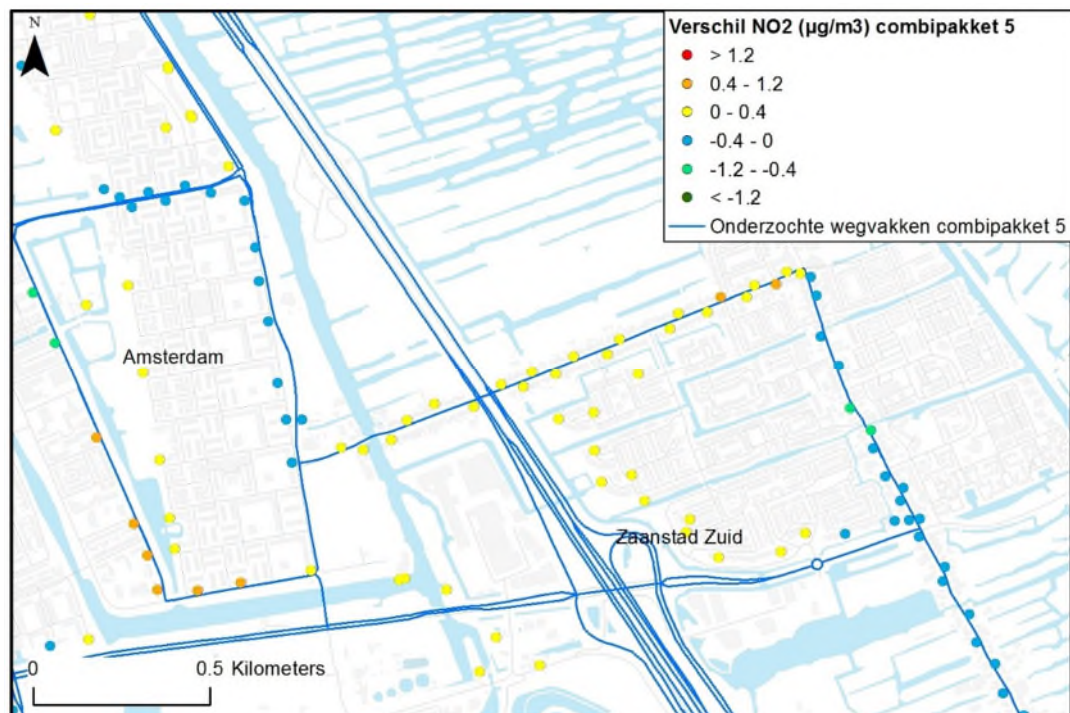 N
Verschil NO2 (µg/m3) combipakket 5
> 1.2
0.4 - 1.2
0 - 0.4
-0.4 - 0
-1.2 - -0.4
< -1.2
Onderzochte wegvakken combipakket 5
Amsterdam
Zaanstad Zuid
0 0.5 Kilometers